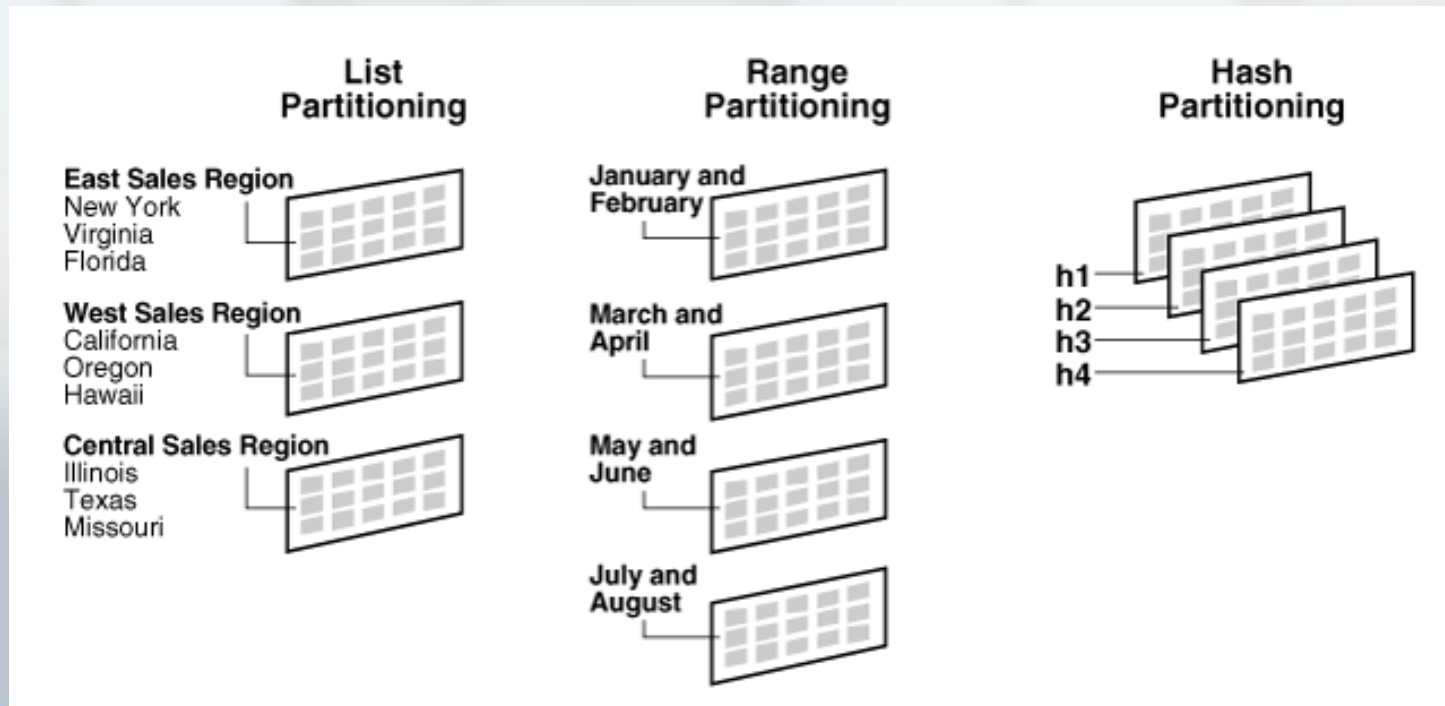 List
Partitioning
East Sales Region
New York
Virginia
Florida
West Sales Region
California
Oregon
Hawaii
Central Sales Region
Illinois
Texas
Missouri
Range
Partitioning
January and
February
March and
April
May and
June
July and
August
Hash
Partitioning
h1
h2
h3
h4